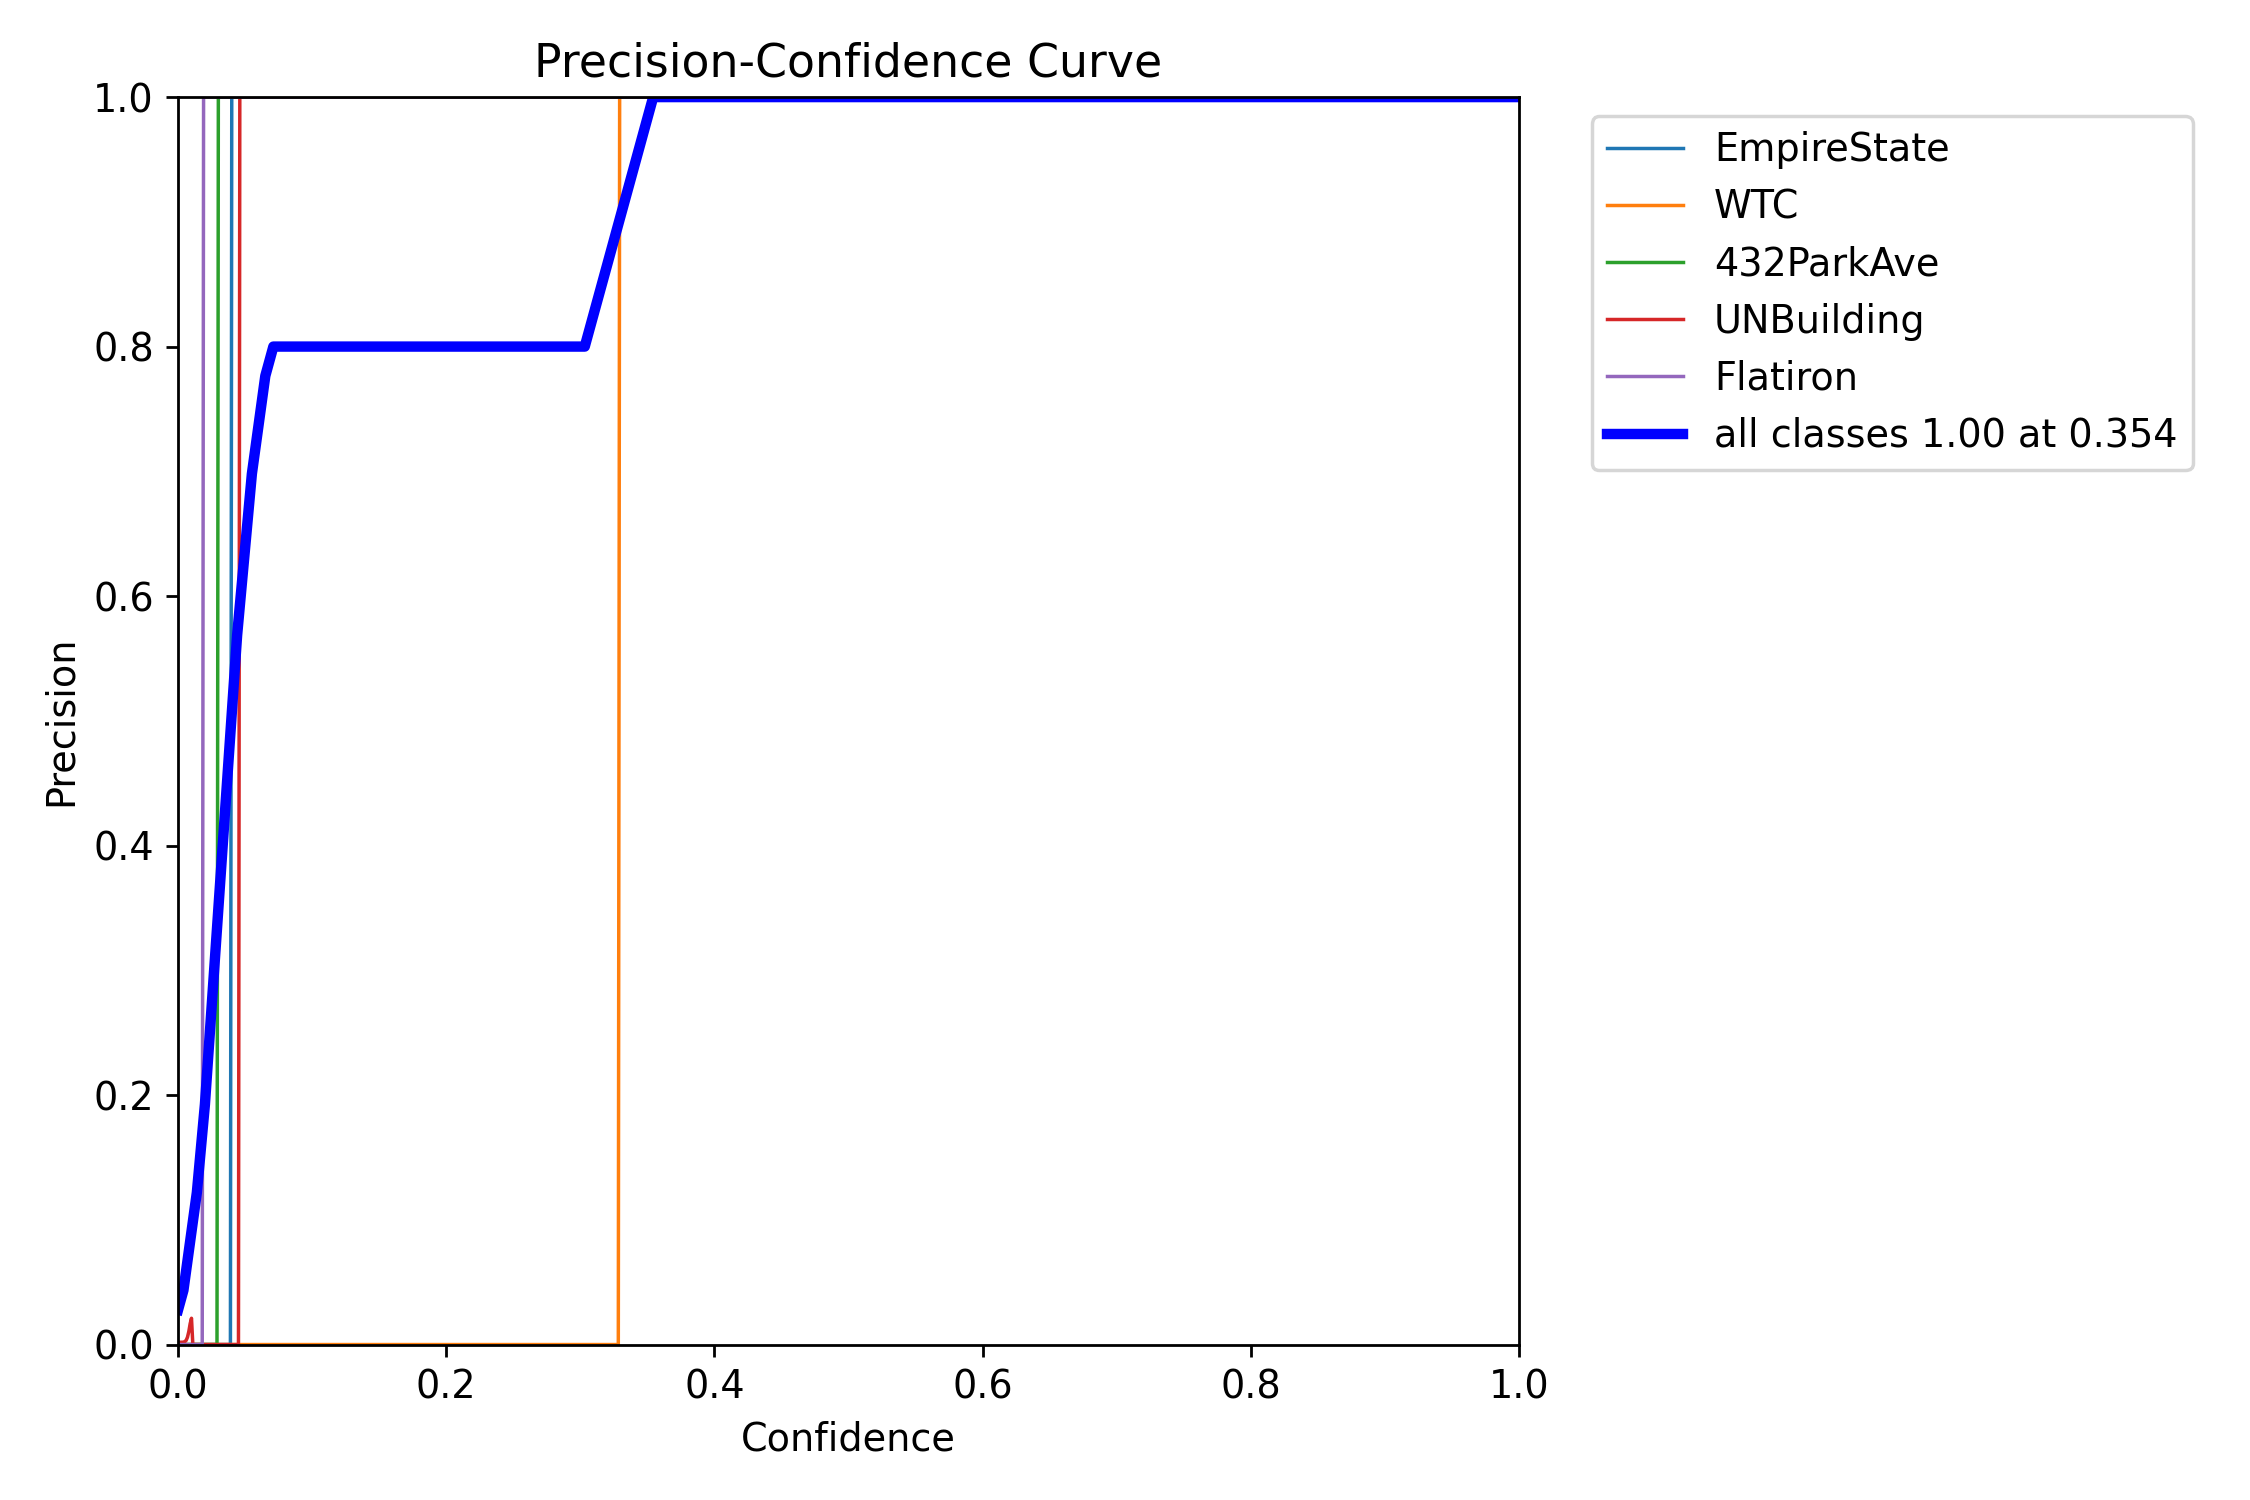 Precision-Confidence Curve
1.0
0.8
0.6
0.4
0.2
0.0
Precision
0.0 0.2 0.4 0.6 0.8 1.0
Confidence
EmpireState
WTC
432ParkAve
UNBuilding
Flatiron
all classes 1.00 at 0.354